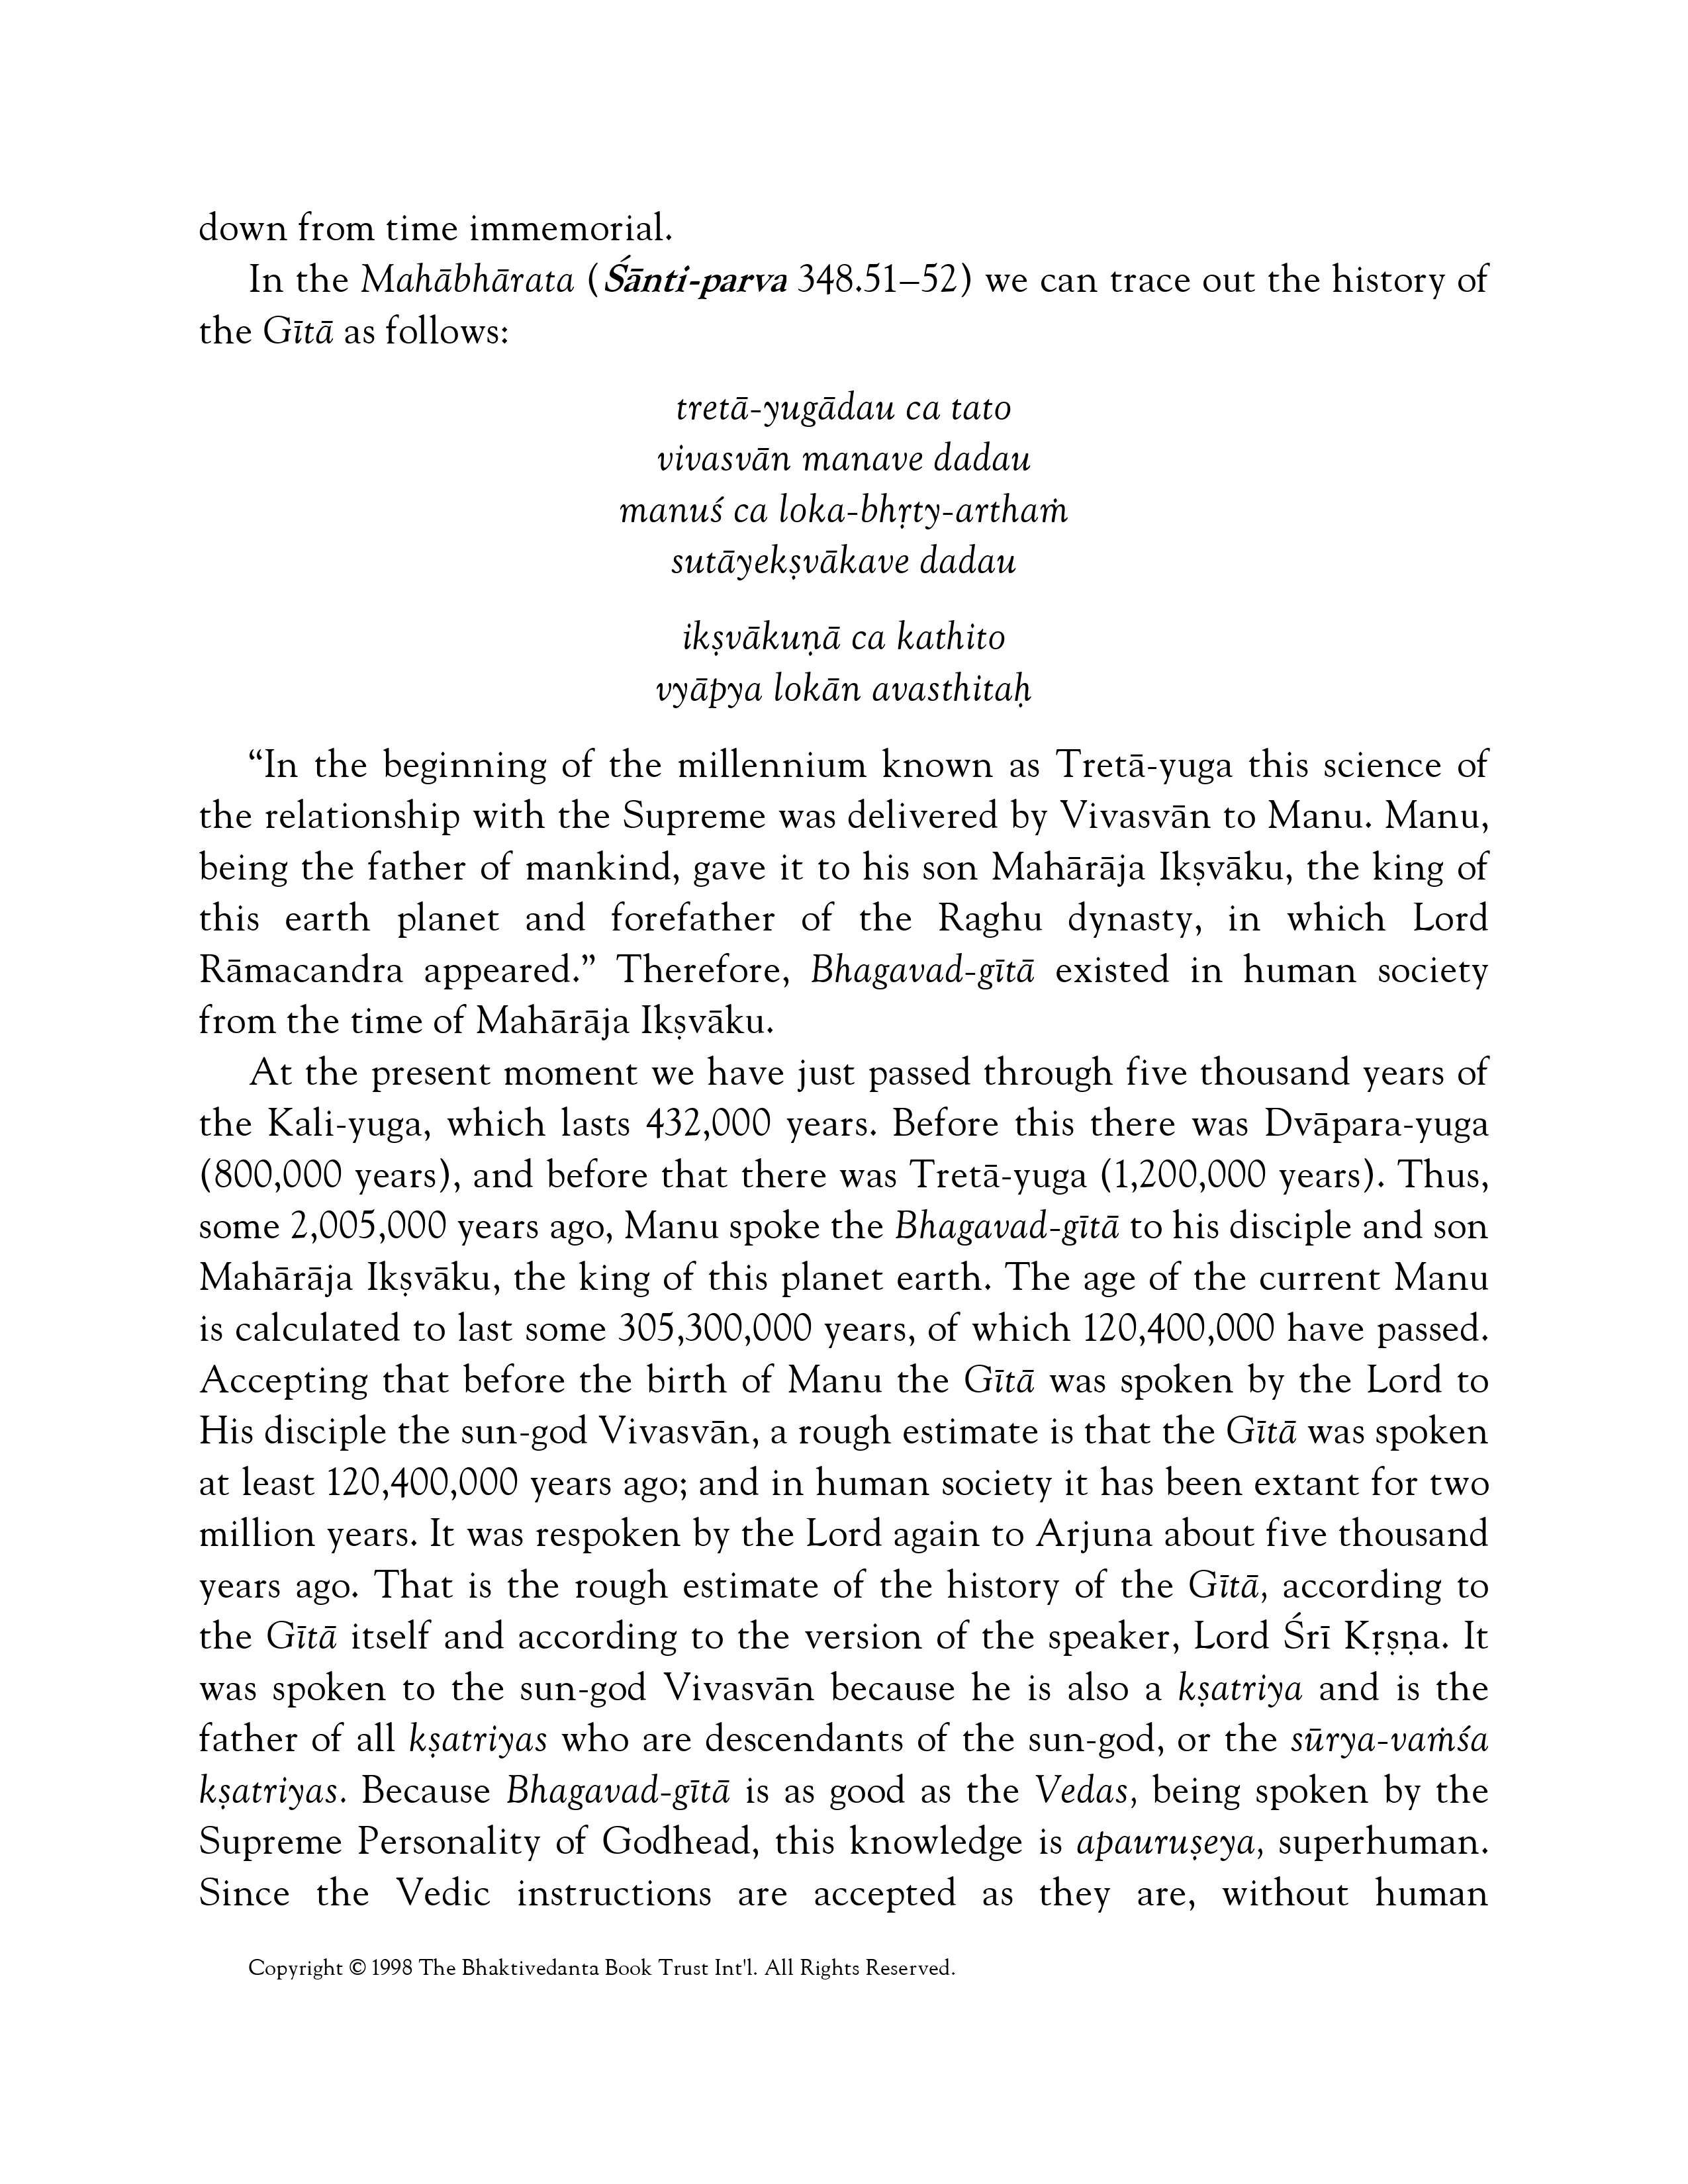 down from time immemorial.
In the Mahābhārata (Śānti-parva 348.51–52) we can trace out the history of
the Gītā as follows:
tretā-yugādau ca tato
vivasvān manave dadau
manuś ca loka-bhṛty-arthaṁ
sutāyekṣvākave dadau
ikṣvākuṇā ca kathito
vyāpya lokān avasthitaḥ
“In the beginning of the millennium known as Tretā-yuga this science of
the relationship with the Supreme was delivered by Vivasvān to Manu. Manu,
being the father of mankind, gave it to his son Mahārāja Ikṣvāku, the king of
this earth planet and forefather of the Raghu dynasty, in which Lord
Rāmacandra appeared.” Therefore, Bhagavad-gītā existed in human society
from the time of Mahārāja Ikṣvāku.
At the present moment we have just passed through five thousand years of
the Kali-yuga, which lasts 432,000 years. Before this there was Dvāpara-yuga
(800,000 years), and before that there was Tretā-yuga (1,200,000 years). Thus,
some 2,005,000 years ago, Manu spoke the Bhagavad-gītā to his disciple and son
Mahārāja Ikṣvāku, the king of this planet earth. The age of the current Manu
is calculated to last some 305,300,000 years, of which 120,400,000 have passed.
Accepting that before the birth of Manu the Gītā was spoken by the Lord to
His disciple the sun-god Vivasvān, a rough estimate is that the Gītā was spoken
at least 120,400,000 years ago; and in human society it has been extant for two
million years. It was respoken by the Lord again to Arjuna about five thousand
years ago. That is the rough estimate of the history of the Gītā, according to
the Gītā itself and according to the version of the speaker, Lord Śrī Kṛṣṇa. It
was spoken to the sun-god Vivasvān because he is also a kṣatriya and is the
father of all kṣatriyas who are descendants of the sun-god, or the sūrya-vaṁśa
kṣatriyas. Because Bhagavad-gītā is as good as the Vedas, being spoken by the
Supreme Personality of Godhead, this knowledge is apauruṣeya, superhuman.
Since the Vedic instructions are accepted as they are, without human
Copyright © 1998 The Bhaktivedanta Book Trust Int'l. All Rights Reserved.